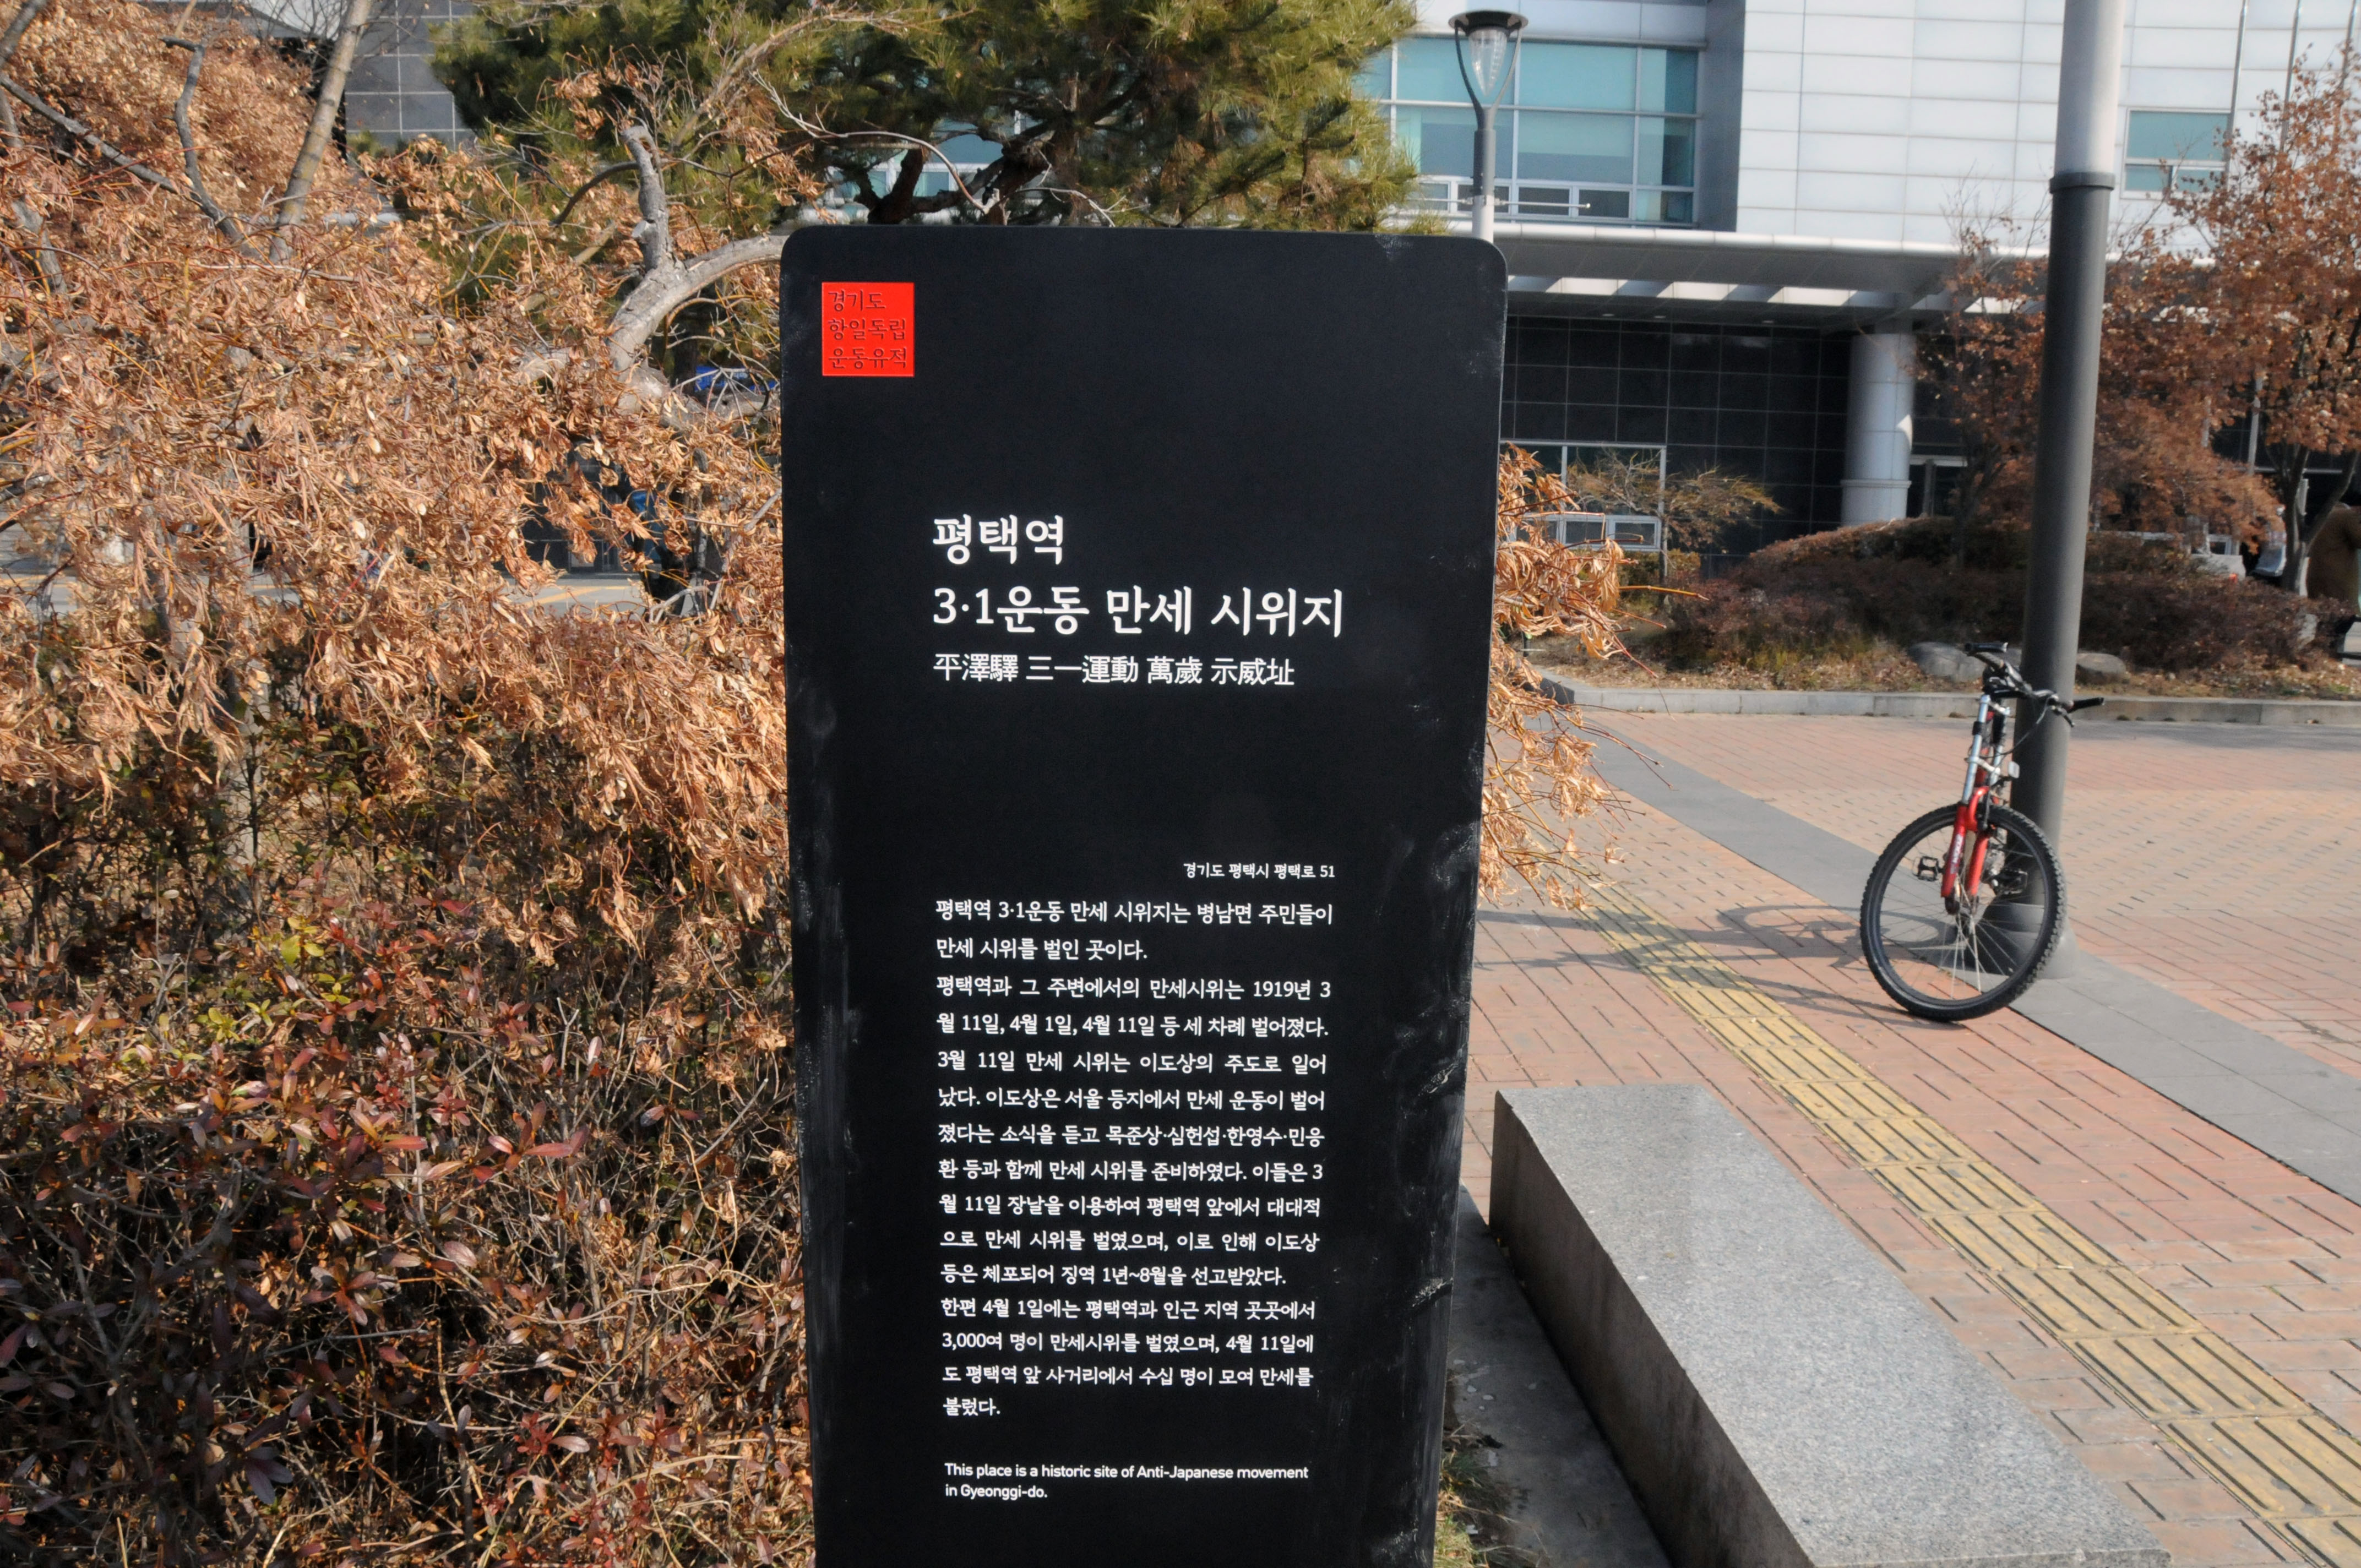 경기도
항일독립
운동유적
평택역
3·1운동 만세 시위지
平澤驛 三一運動 萬歲 示威址
경기도 평택시 평택로 51
평택역 3·1운동 만세 시위지는 병남면 주민들이
만세 시위를 벌인 곳이다.
평택역과 그 주변에서의 만세시위는 1919년 3
월 11일, 4월 1일, 4월 11일 등 세 차례 벌어졌다.
3월 11일 만세 시위는 이도상의 주도로 일어
났다. 이도상은 서울 등지에서 만세 운동이 벌어
졌다는 소식을 듣고 목준상·심헌섭·한영수·민응
환 등과 함께 만세 시위를 준비하였다. 이들은 3
월 11일 장날을 이용하여 평택역 앞에서 대대적
으로 만세 시위를 벌였으며, 이로 인해 이도상
등은 체포되어 징역 1년~8월을 선고받았다.
한편 4월 1일에는 평택역과 인근 지역 곳곳에서
3,000여 명이 만세시위를 벌였으며, 4월 11일에
도 평택역 앞 사거리에서 수십 명이 모여 만세를
불렀다.
This place is a historic site of Anti-Japanese movement
in Gyeonggi-do.